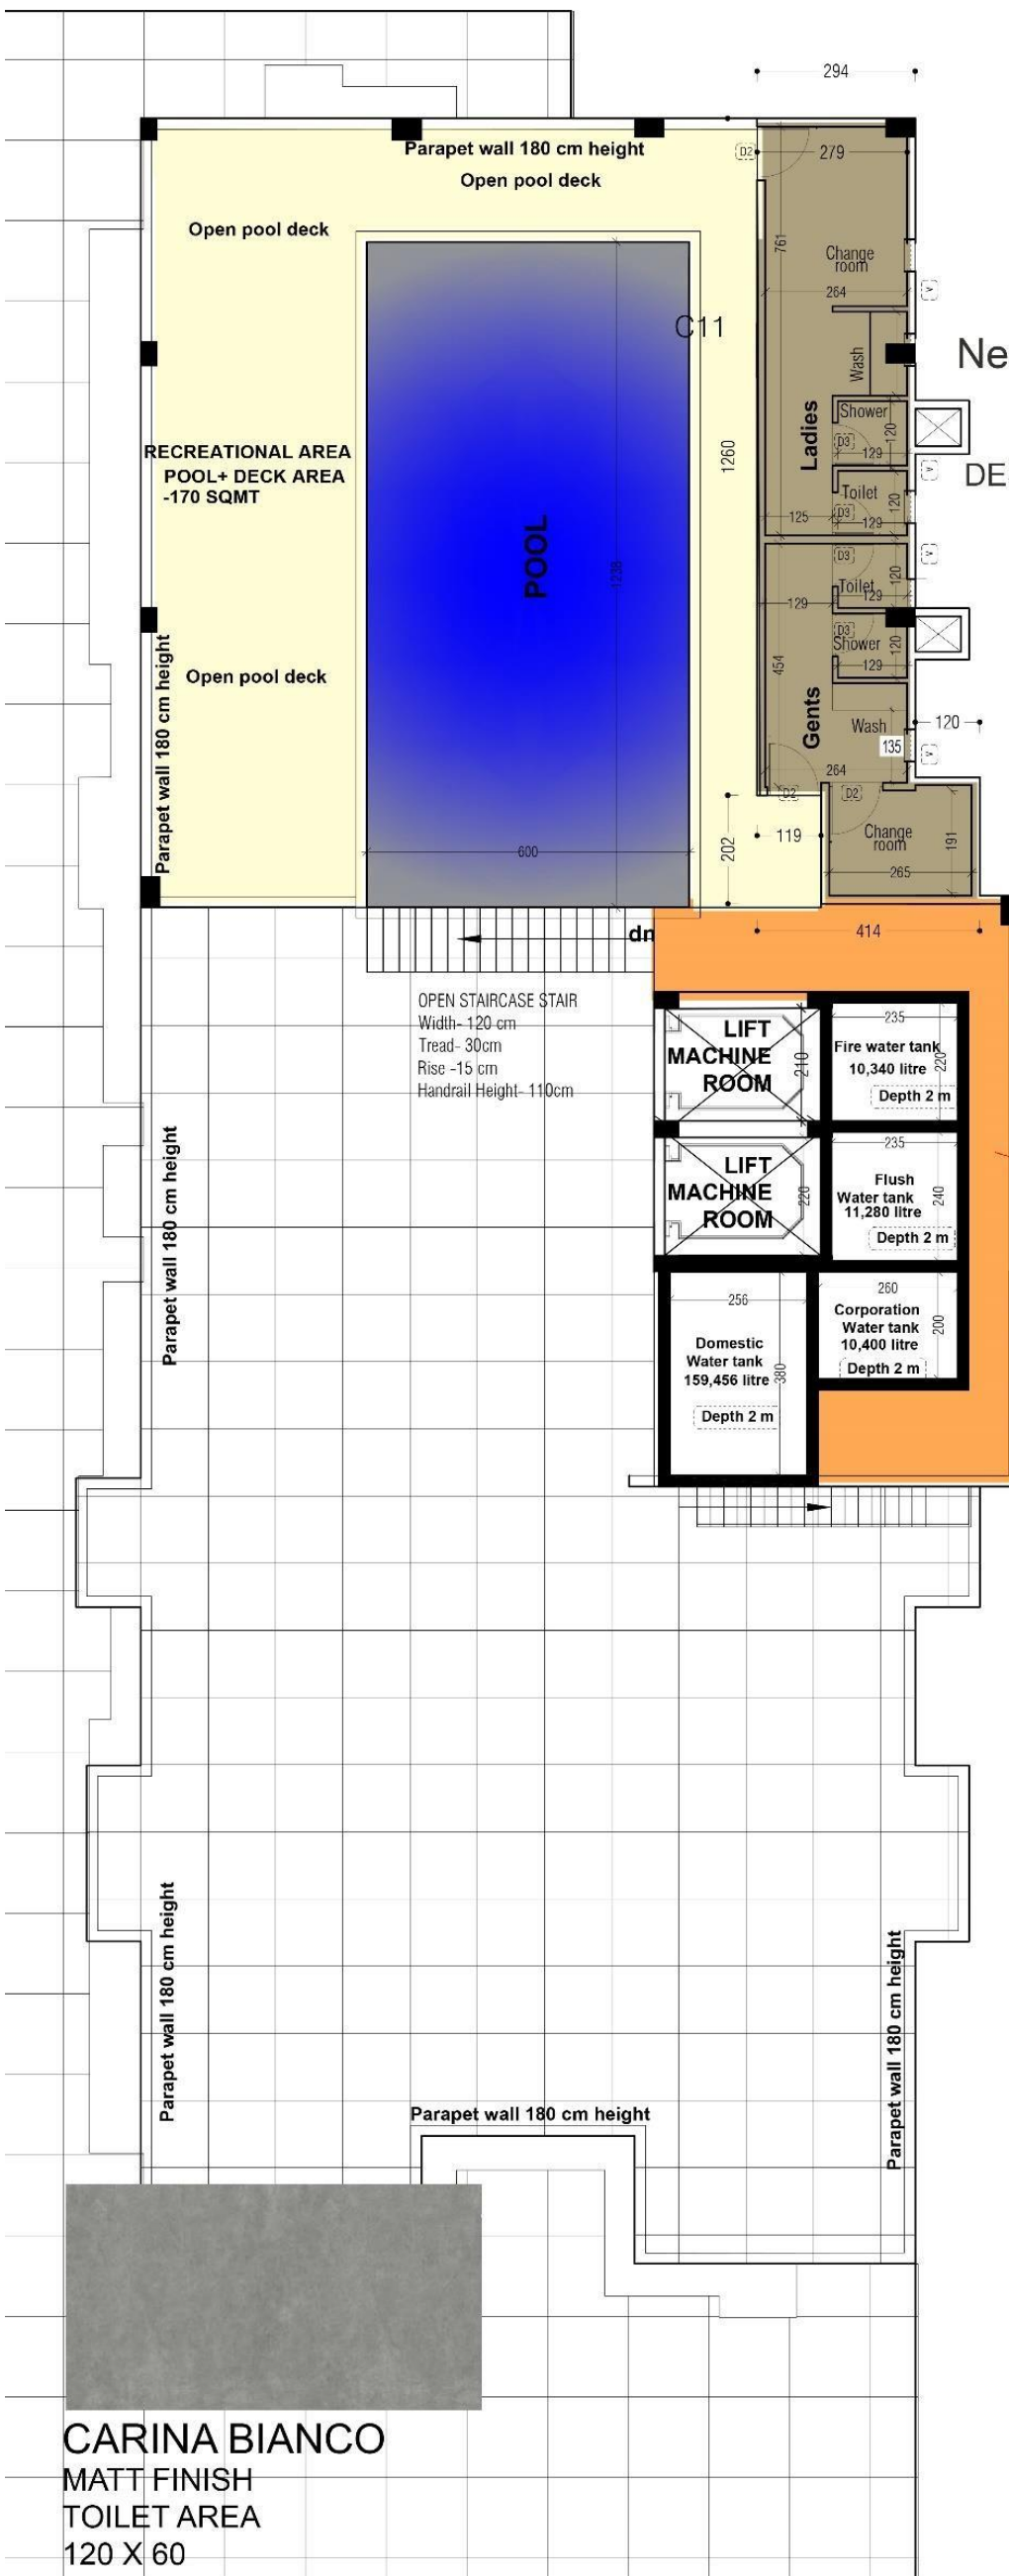 294
Parapet wall 180 cm height
D2
279
Open pool deck
Open pool deck
761
Change
room
264
V
C11
Ne
Wash
Ladies
Shower
D3
120
129
RECREATIONAL AREA
POOL+ DECK AREA
-170 SQMT
1260
V
DE
Toilet
D3
120
125
129
POOL
1238
D3
V
Toilet
120
129
129
D3
Shower
120
129
Parapet wall 180 cm height
Open pool deck
454
Gents
Wash
120
135
V
264
D2
D2
202
119
Change
room
191
600
265
dn
414
OPEN STAIRCASE STAIR
Width- 120 cm
Tread- 30cm
Rise -15 cm
Handrail Height- 110cm
LIFT
MACHINE
ROOM
210
235
Fire water tank
10,340 litre
220
Depth 2 m
LIFT
MACHINE
ROOM
220
235
Flush
Water tank
11,280 litre
240
Depth 2 m
Parapet wall 180 cm height
256
Domestic
Water tank
159,456 litre
380
Depth 2 m
260
Corporation
Water tank
10,400 litre
200
Depth 2 m
Parapet wall 180 cm height
Parapet wall 180 cm height
Parapet wall 180 cm height
CARINA BIANCO
MATT FINISH
TOILET AREA
120 X 60